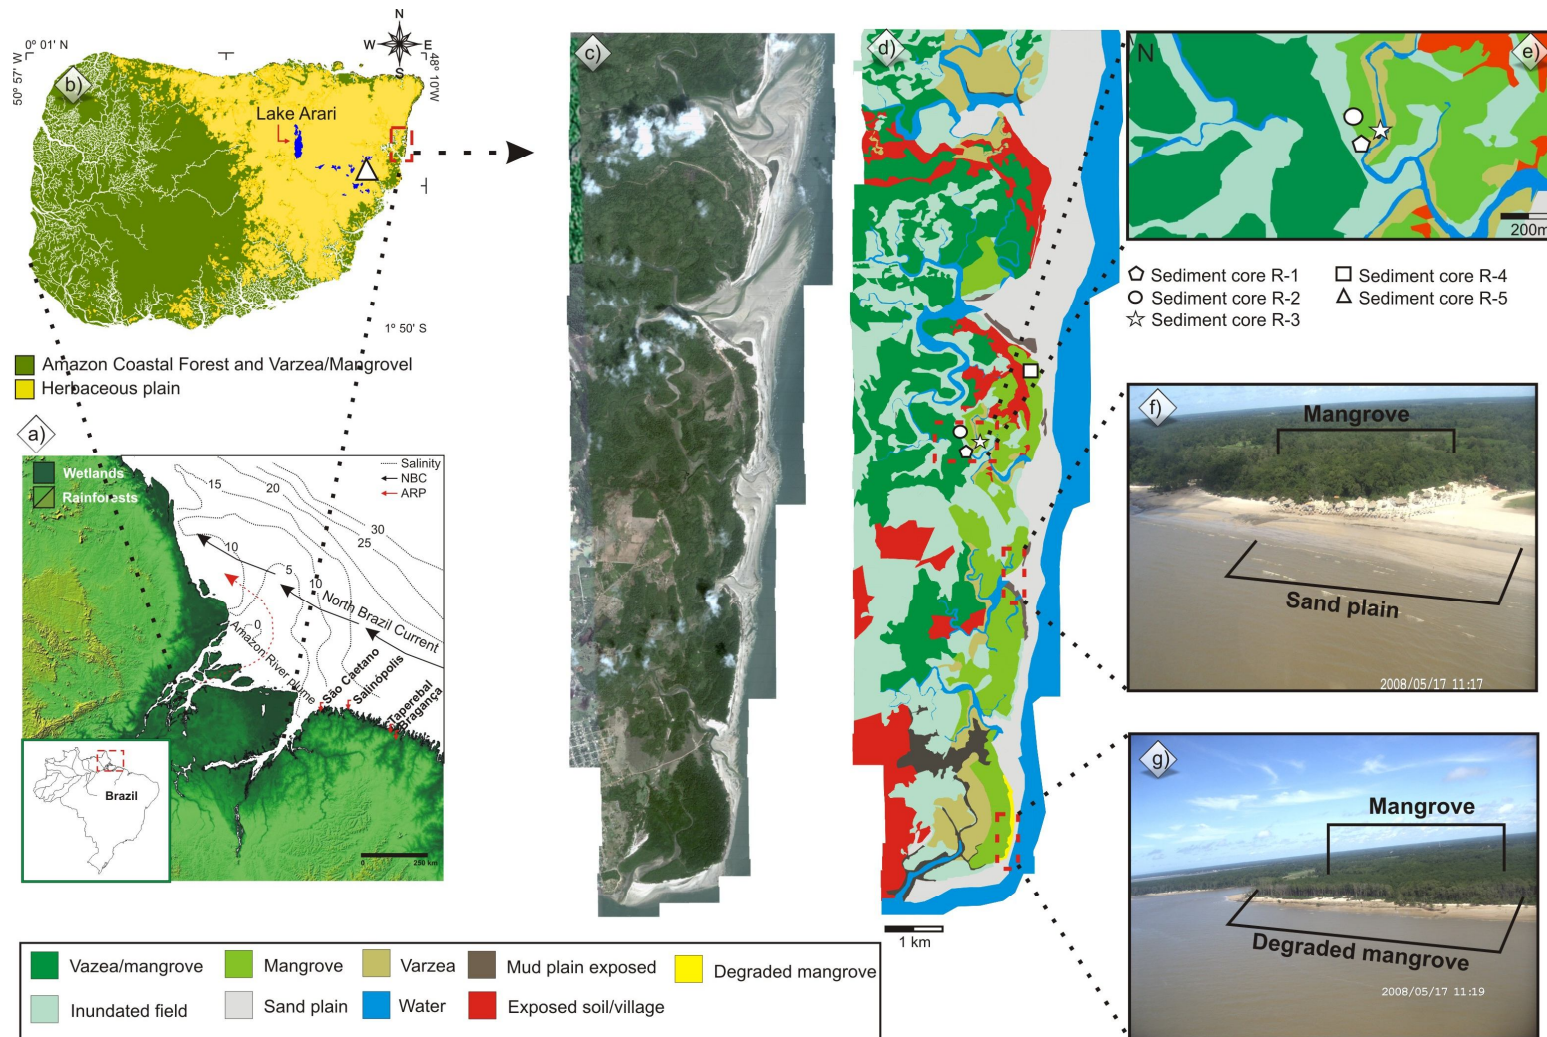 N
W E
S
0° 01' N
50° 57' W
48° 10'W
b)
Lake Arari
1° 50' S
Amazon Coastal Forest and Varzea/Mangrovel
Herbaceous plain
a)
Wetlands
Rainforests
Salinity
NBC
ARP
15
20
30
25
10
5
10
0
North Brazil Current
Amazon River plume
São Caetano
Salinópolis
Taperebal
Bragança
Brazil
0 250 km
c)
d)
1 km
N
e)
200m
Sediment core R-1
Sediment core R-2
Sediment core R-3
Sediment core R-4
Sediment core R-5
f)
Mangrove
Sand plain
2008/05/17 11:17
g)
Mangrove
Degraded mangrove
2008/05/17 11:19
Vazea/mangrove
Mangrove
Varzea
Mud plain exposed
Degraded mangrove
Inundated field
Sand plain
Water
Exposed soil/village